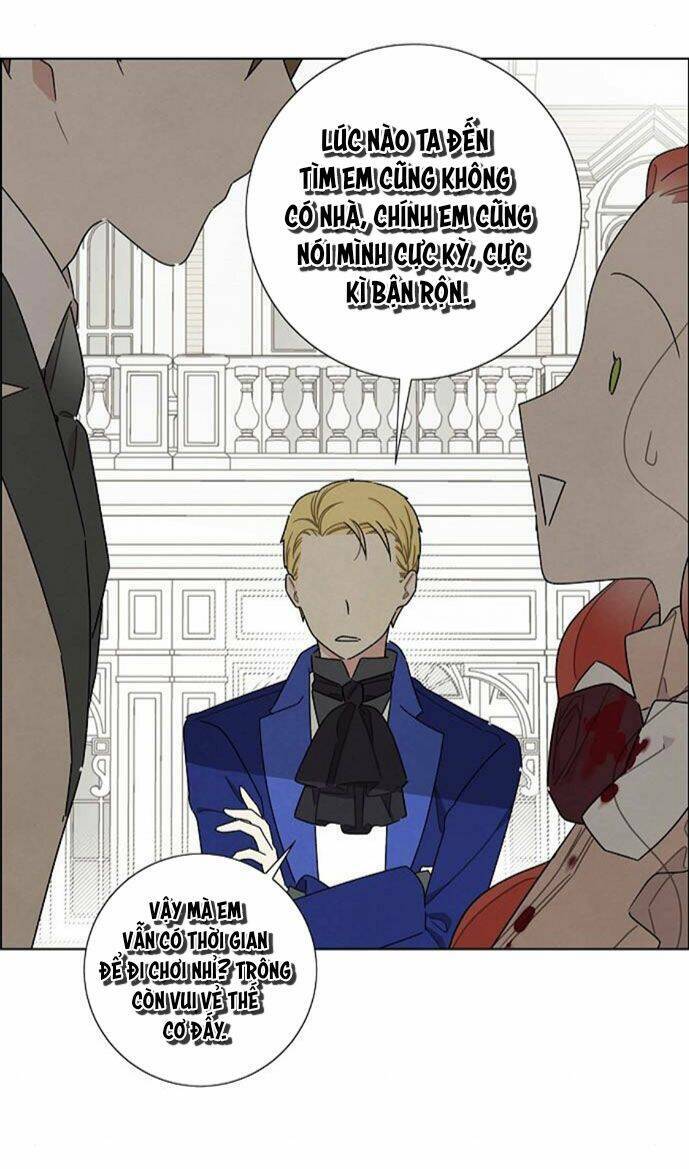 LÚC NÀO TA ĐẾN
TÌM EM CŨNG KHÔNG
CÓ NHÀ, CHÍNH EM CŨNG
NÓI MÌNH CỰC KỲ, CỰC
KÌ BẬN RỘN.
VẬY MÀ EM
VẪN CÓ THỜI GIAN
ĐỂ ĐI CHƠI NHỈ? TRÔNG
CÒN VUI VẺ THẾ
CƠ ĐẤY.